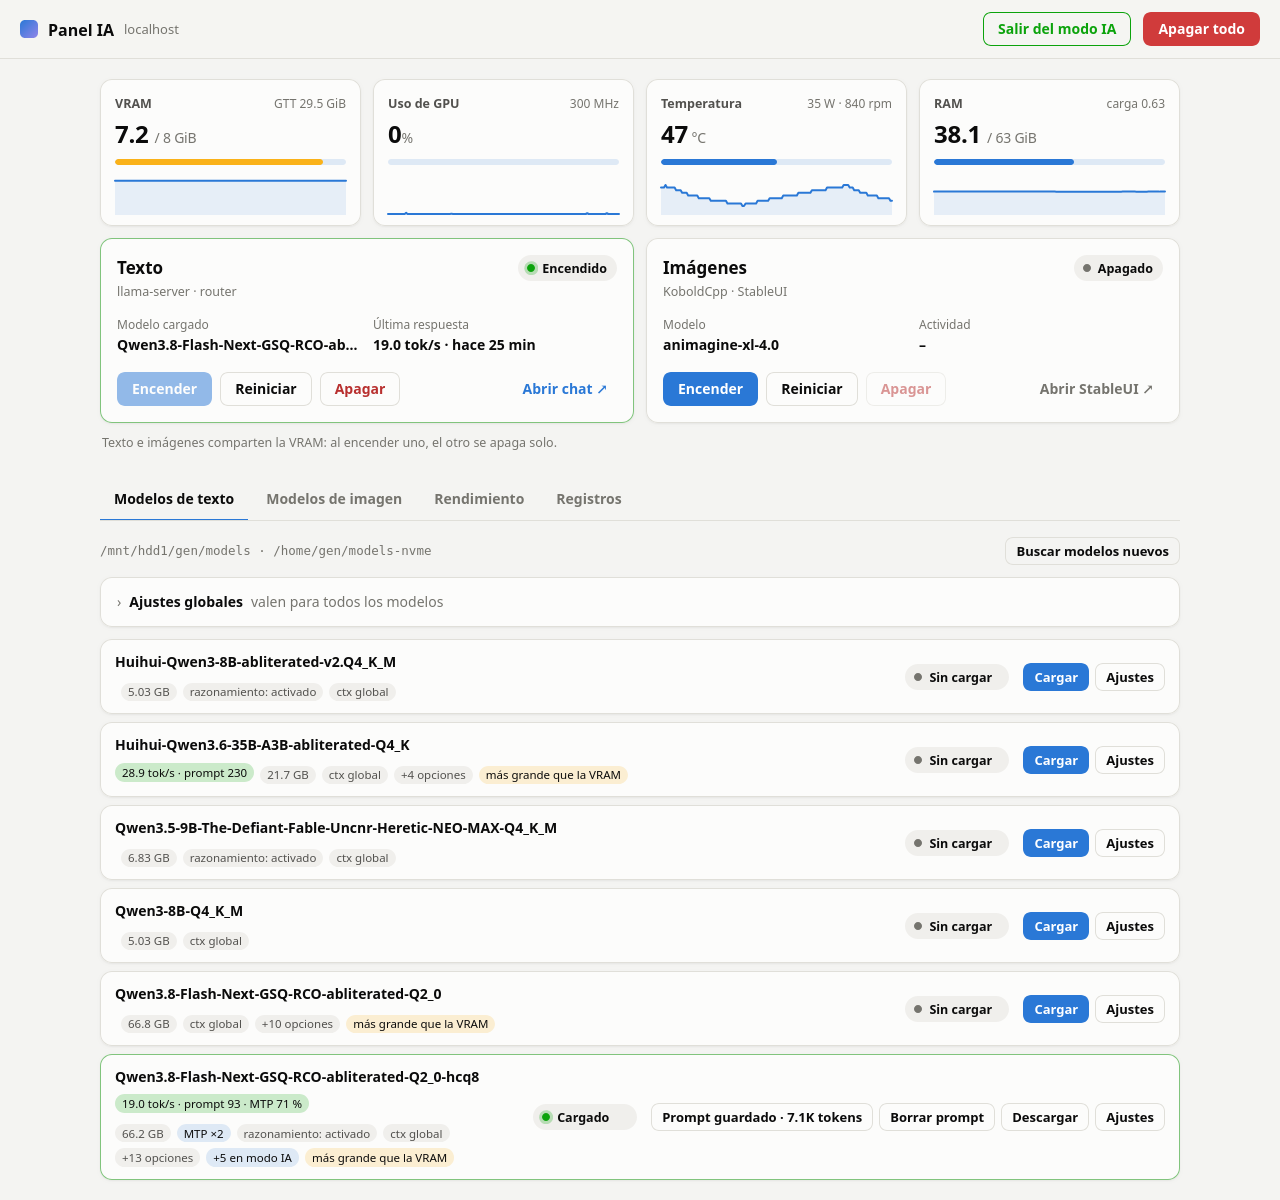 Panel IA localhost Salir del modo IA Apagar todo
VRAM GTT 29.5 GiB
7.2 / 8 GiB
Uso de GPU 300 MHz
0%
Temperatura 35 W · 840 rpm
47 °C
RAM carga 0.63
38.1 / 63 GiB
Texto Encendido
llama-server · router
Modelo cargado Última respuesta
Qwen3.8-Flash-Next-GSQ-RCO-ab... 19.0 tok/s · hace 25 min
Encender Reiniciar Apagar Abrir chat ↗
Imágenes Apagado
KoboldCpp · StableUI
Modelo Actividad
animagine-xl-4.0 –
Encender Reiniciar Apagar Abrir StableUI ↗
Texto e imágenes comparten la VRAM: al encender uno, el otro se apaga solo.
Modelos de texto Modelos de imagen Rendimiento Registros
/mnt/hdd1/gen/models · /home/gen/models-nvme Buscar modelos nuevos
› Ajustes globales valen para todos los modelos
Huihui-Qwen3-8B-abliterated-v2.Q4_K_M
5.03 GB razonamiento: activado ctx global
Sin cargar Cargar Ajustes
Huihui-Qwen3.6-35B-A3B-abliterated-Q4_K
28.9 tok/s · prompt 230 21.7 GB ctx global +4 opciones más grande que la VRAM
Sin cargar Cargar Ajustes
Qwen3.5-9B-The-Defiant-Fable-Uncnr-Heretic-NEO-MAX-Q4_K_M
6.83 GB razonamiento: activado ctx global
Sin cargar Cargar Ajustes
Qwen3-8B-Q4_K_M
5.03 GB ctx global
Sin cargar Cargar Ajustes
Qwen3.8-Flash-Next-GSQ-RCO-abliterated-Q2_0
66.8 GB ctx global +10 opciones más grande que la VRAM
Sin cargar Cargar Ajustes
Qwen3.8-Flash-Next-GSQ-RCO-abliterated-Q2_0-hcq8
19.0 tok/s · prompt 93 · MTP 71 %
66.2 GB MTP ×2 razonamiento: activado ctx global
+13 opciones +5 en modo IA más grande que la VRAM
Cargado Prompt guardado · 7.1K tokens Borrar prompt Descargar Ajustes